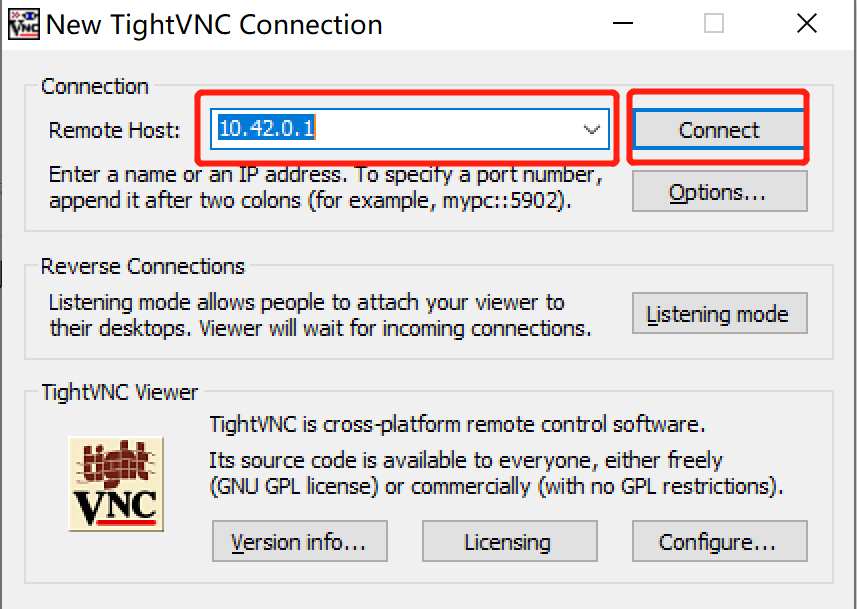 New TightVNC Connection
Connection
Remote Host:
10.42.0.1
Connect
Enter a name or an IP address. To specify a port number,
append it after two colons (for example, mypc::5902).
Options...
Reverse Connections
Listening mode allows people to attach your viewer to
their desktops. Viewer will wait for incoming connections.
Listening mode
TightVNC Viewer
TightVNC is cross-platform remote control software.
Its source code is available to everyone, either freely
(GNU GPL license) or commercially (with no GPL restrictions).
tight
VNC
Version info...
Licensing
Configure...